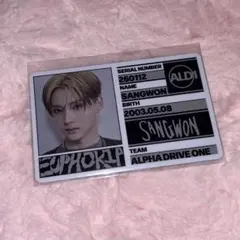 SERIAL NUMBER
260112
NAME
SANGWON
BIRTH
2003.05.08
SANGWON
TEAM
ALPHA DRIVE ONE
ALD1
EUPHORIA